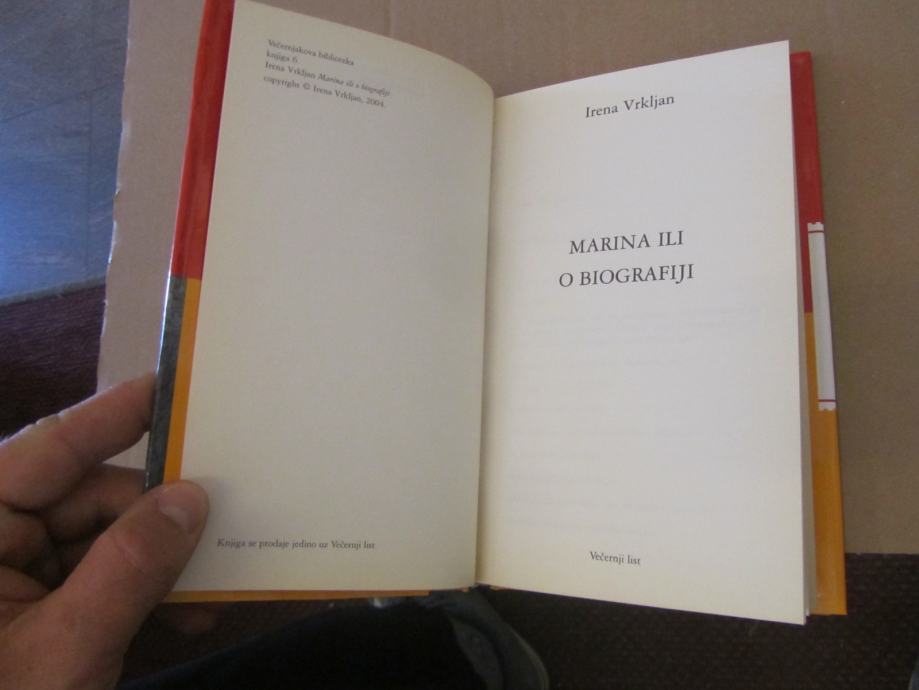 Večernjakova biblioteka
knjiga 6
Irena Vrkljan Marina ili o biografiji
copyright © Irena Vrkljan, 2004.
Knjiga se prodaje jedino uz Večernji list
Irena Vrkljan
MARINA ILI
O BIOGRAFIJI
Večernji list